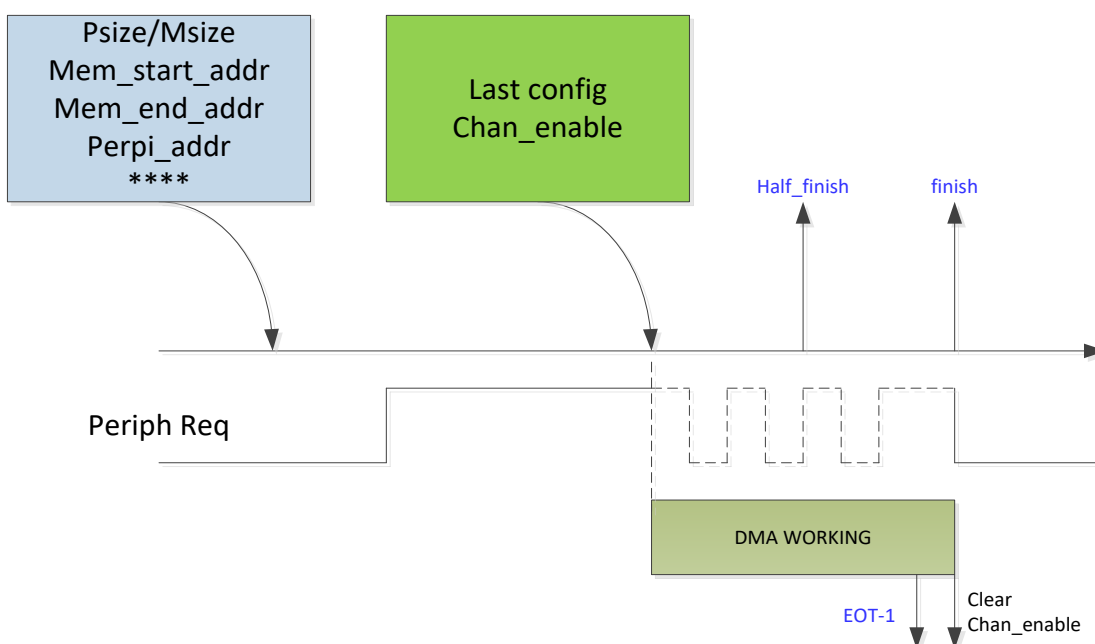 Psize/Msize
Mem_start_addr
Mem_end_addr
Perpi_addr
****
Last config
Chan_enable
Half_finish
finish
Periph Req
DMA WORKING
EOT-1
Clear
Chan_enable